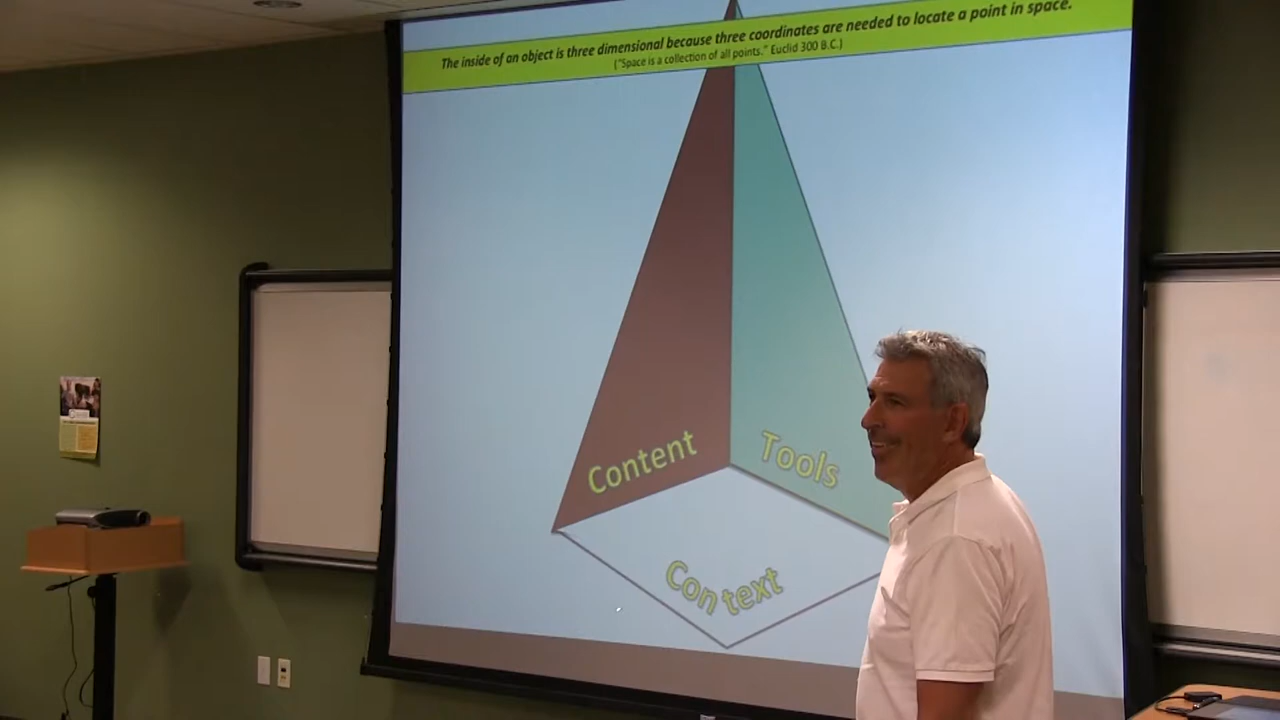 The inside of an object is three dimensional because three coordinates are needed to locate a point in space.
("Space is a collection of all points." Euclid 300 B.C.)
Content
Tools
Con text